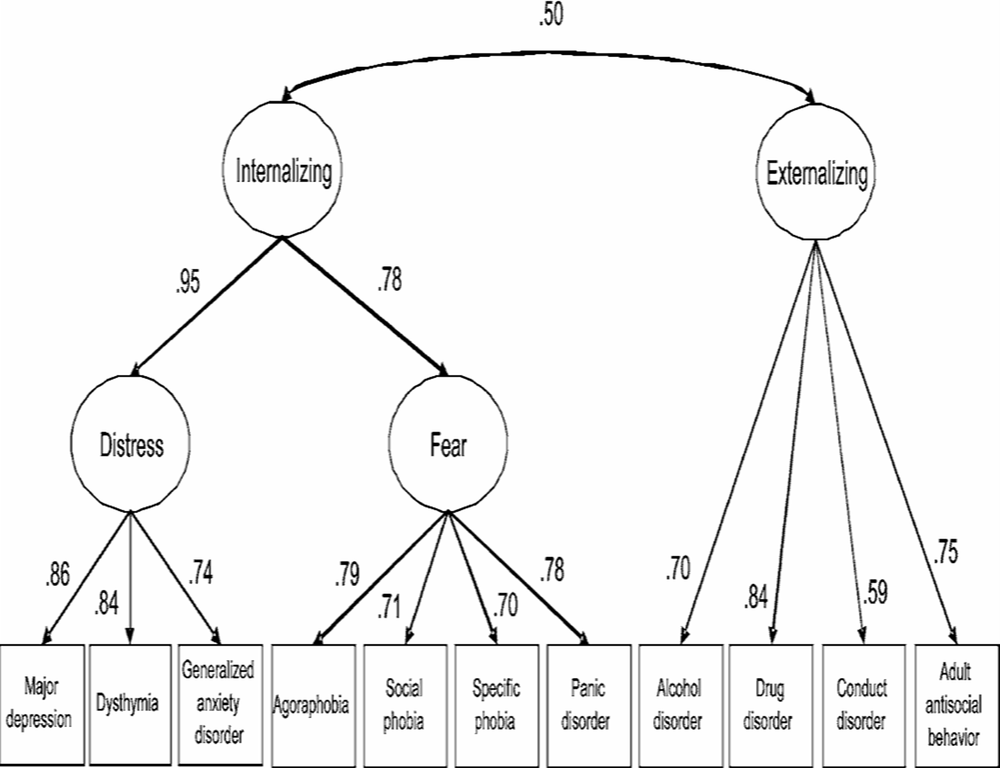 .50
Internalizing
Externalizing
.95
.78
Distress
Fear
.86
.84
.74
.79
.71
.70
.78
.70
.84
.59
.75
Major
depression
Dysthymia
Generalized
anxiety
disorder
Agoraphobia
Social
phobia
Specific
phobia
Panic
disorder
Alcohol
disorder
Drug
disorder
Conduct
disorder
Adult
antisocial
behavior